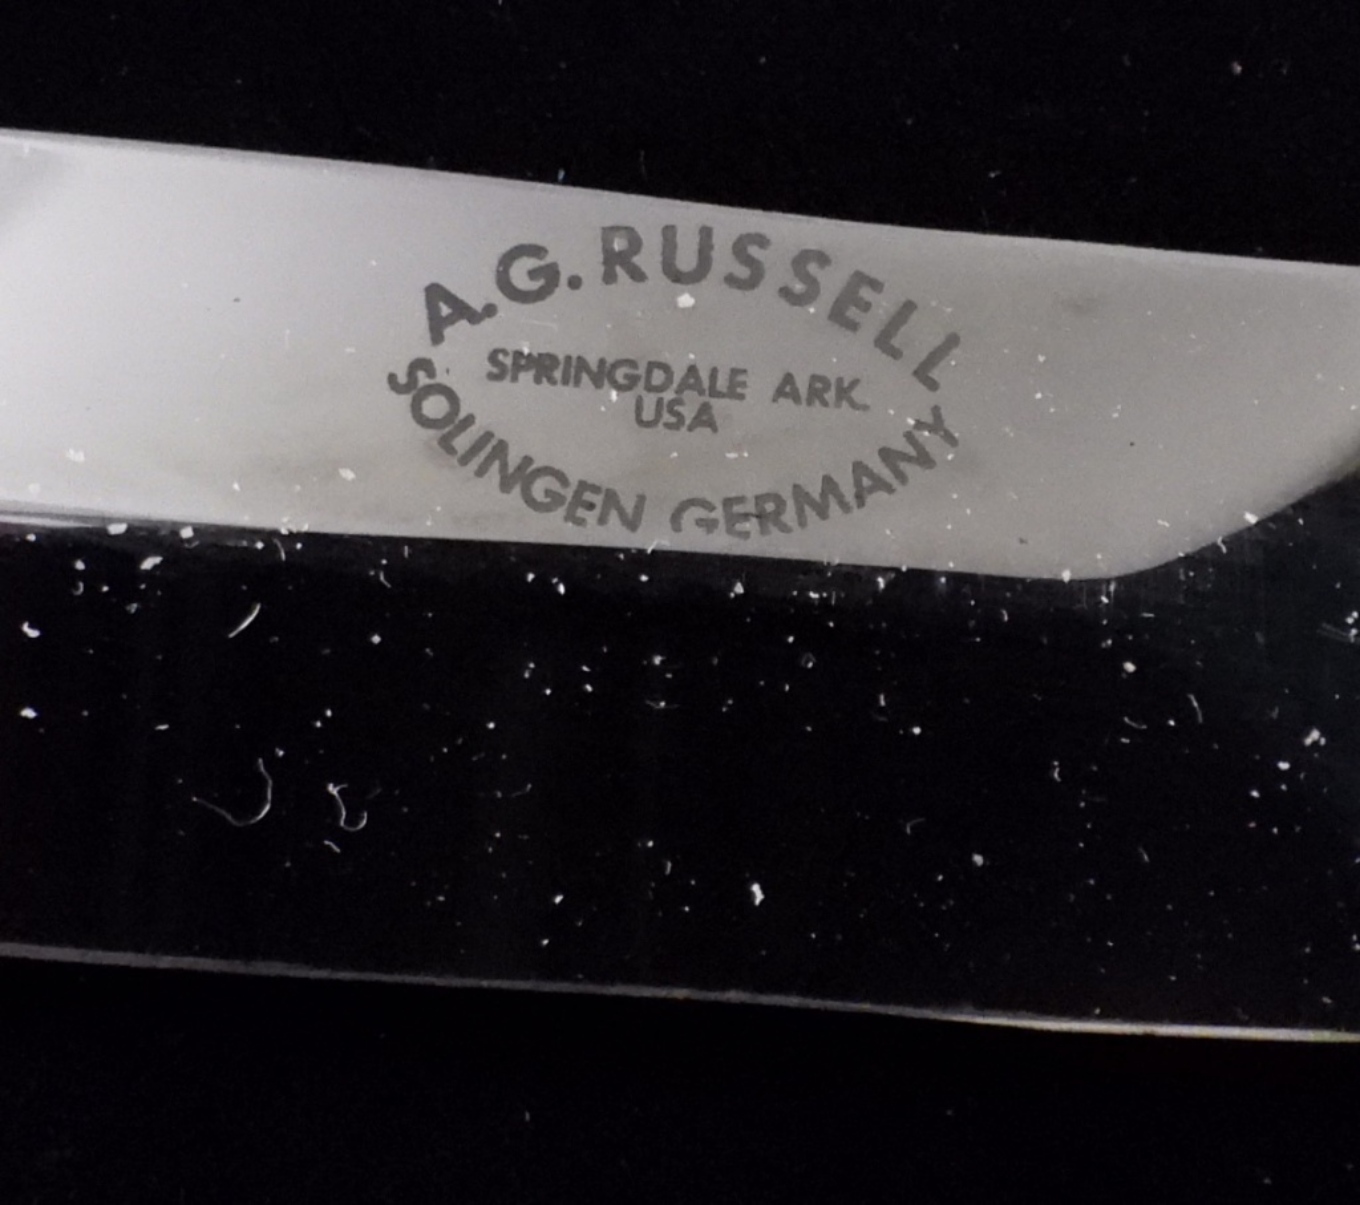 A.G. RUSSELL
SPRINGDALE ARK.
USA
SOLINGEN GERMANY